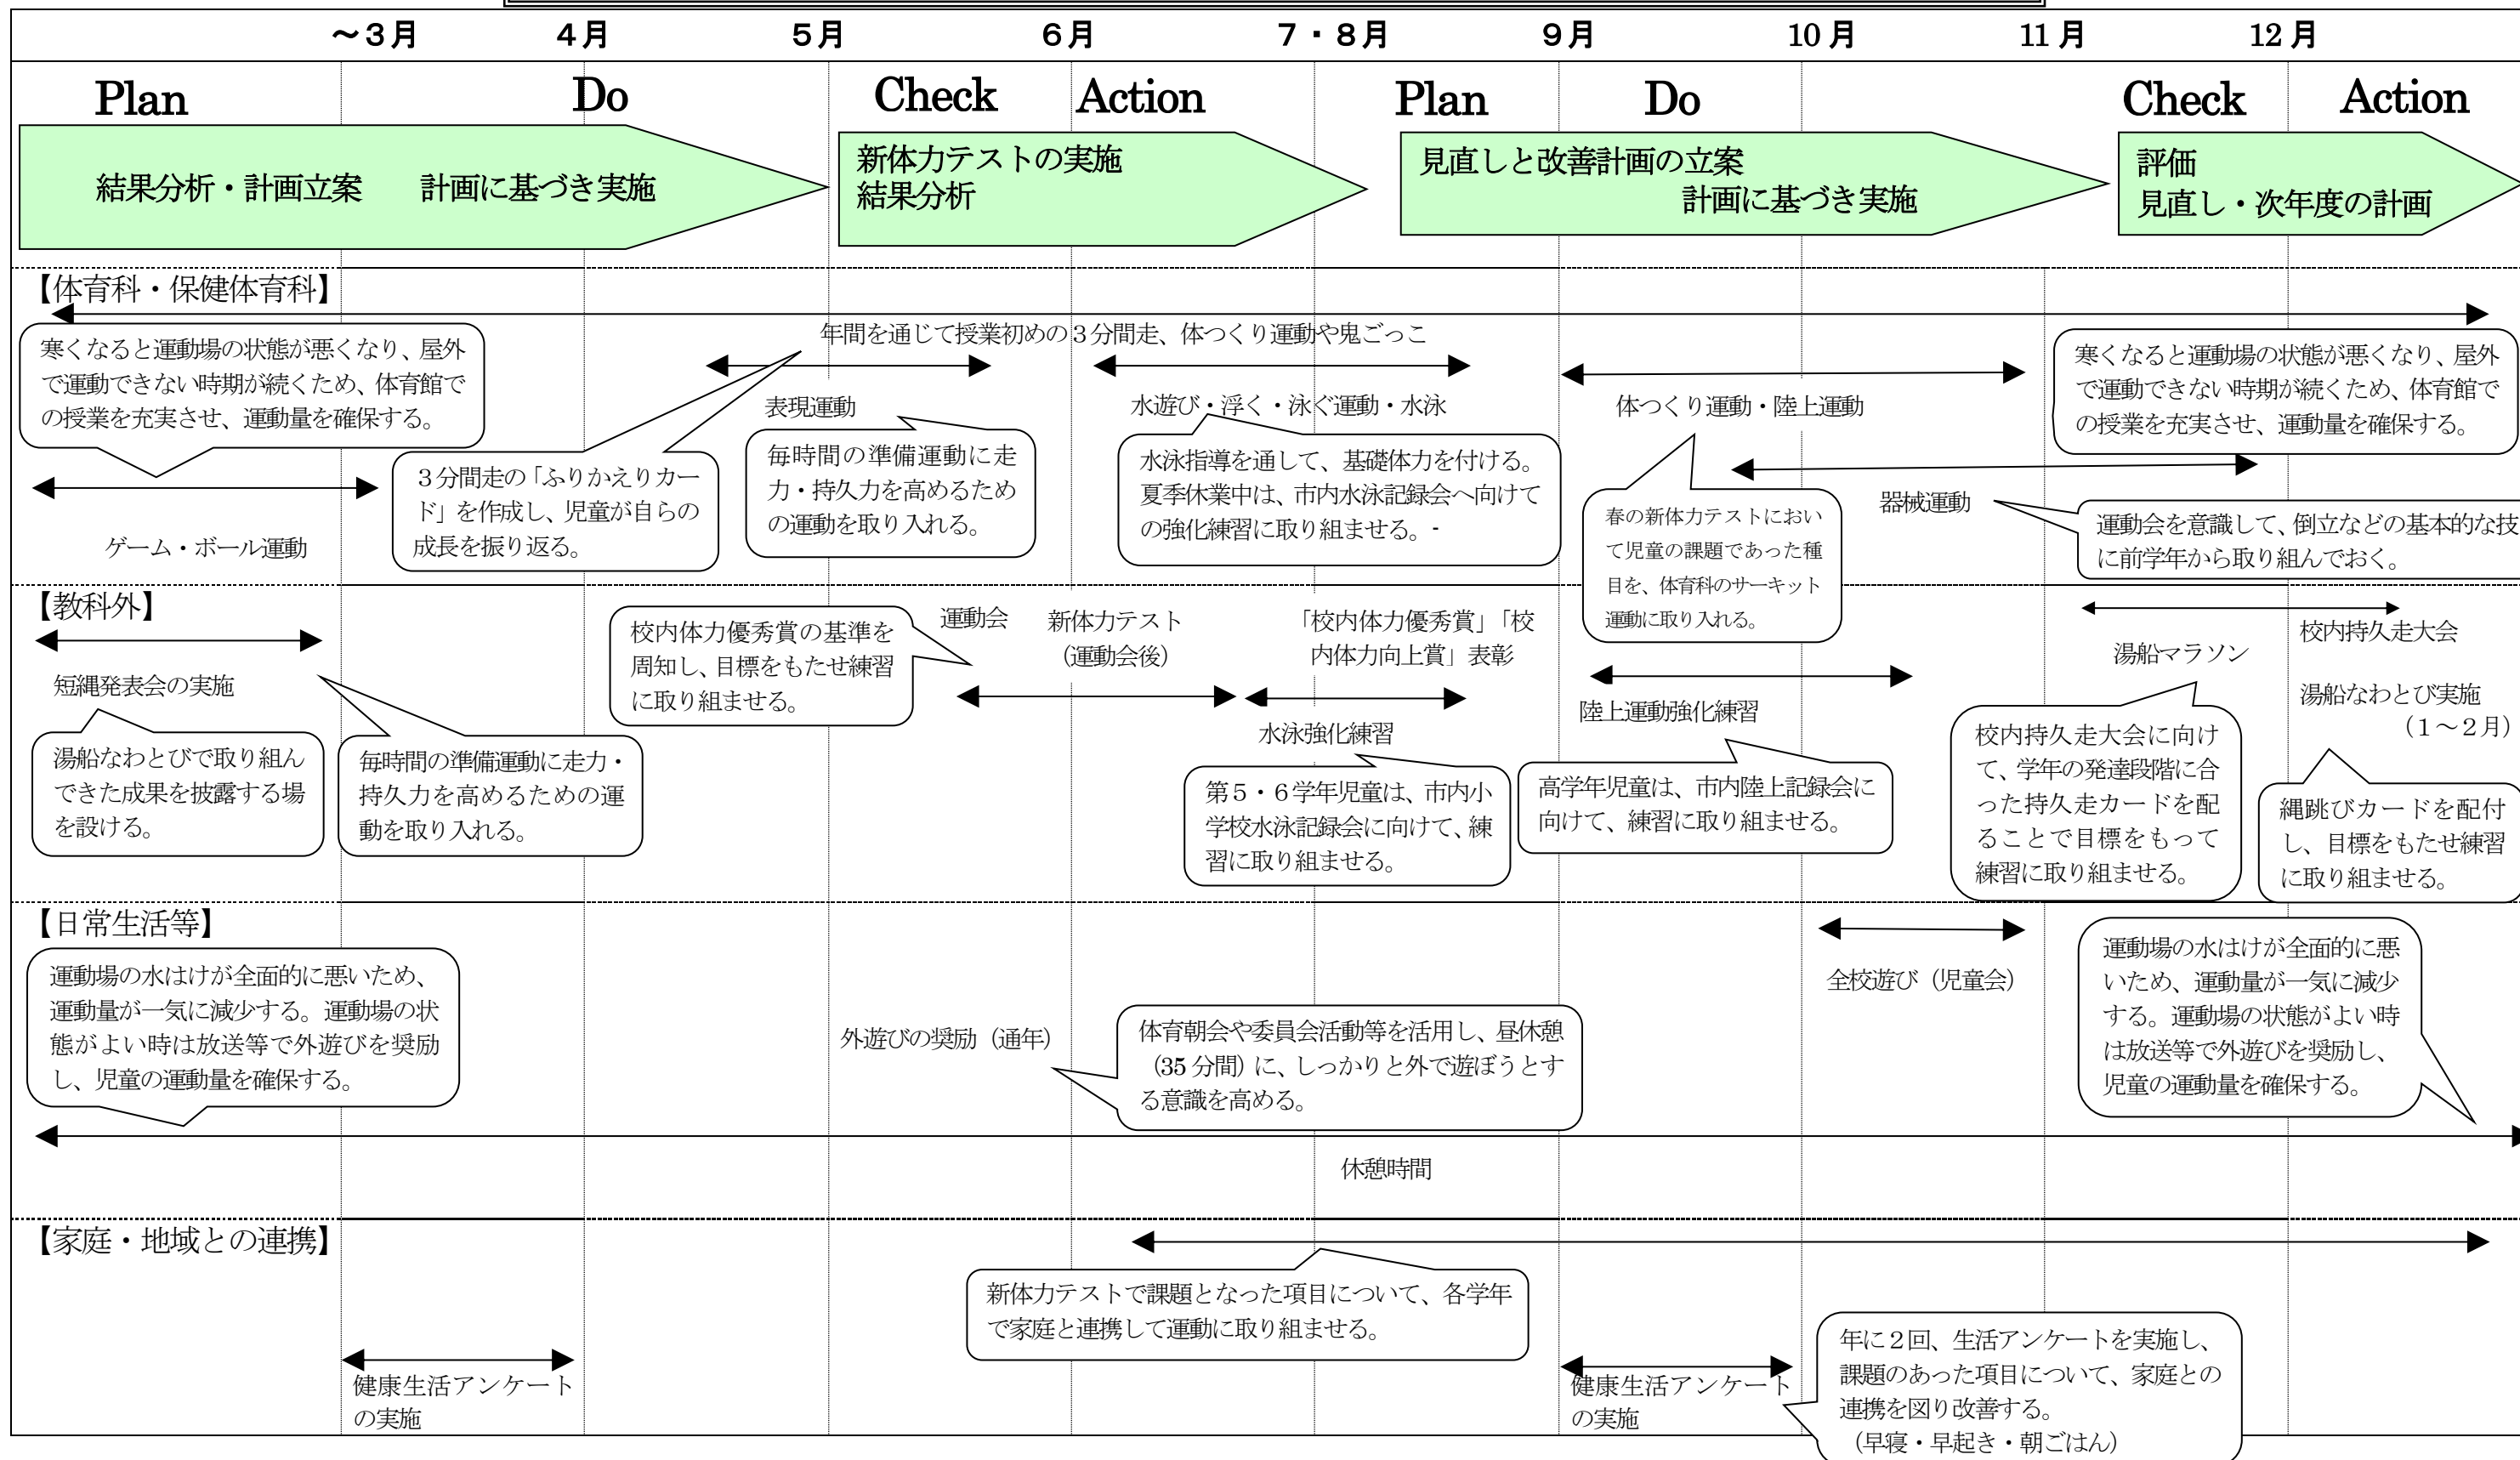 ～３月
４月
５月
６月
７・８月
９月
10 月
11 月
12 月
Plan
Do
Check
Action
Plan
Do
Check
Action
結果分析・計画立案　　計画に基づき実施
新体力テストの実施
結果分析
見直しと改善計画の立案
計画に基づき実施
評価
見直し・次年度の計画
【体育科・保健体育科】
年間を通じて授業初めの３分間走、体つくり運動や鬼ごっこ
寒くなると運動場の状態が悪くなり、屋外
で運動できない時期が続くため、体育館で
の授業を充実させ、運動量を確保する。
ゲーム・ボール運動
３分間走の「ふりかえりカー
ド」を作成し、児童が自らの
成長を振り返る。
表現運動
毎時間の準備運動に走
力・持久力を高めるため
の運動を取り入れる。
水遊び・浮く・泳ぐ運動・水泳
水泳指導を通して、基礎体力を付ける。
夏季休業中は、市内水泳記録会へ向けて
の強化練習に取り組ませる。-
体つくり運動・陸上運動
春の新体力テストにおい
て児童の課題であった種
目を、体育科のサーキット
運動に取り入れる。
器械運動
寒くなると運動場の状態が悪くなり、屋外
で運動できない時期が続くため、体育館で
の授業を充実させ、運動量を確保する。
運動会を意識して、倒立などの基本的な技
に前学年から取り組んでおく。
【教科外】
短縄発表会の実施
湯船なわとびで取り組ん
できた成果を披露する場
を設ける。
毎時間の準備運動に走力・
持久力を高めるための運
動を取り入れる。
校内体力優秀賞の基準を
周知し、目標をもたせ練習
に取り組ませる。
運動会
新体力テスト
（運動会後）
「校内体力優秀賞」「校
内体力向上賞」表彰
水泳強化練習
第５・６学年児童は、市内小
学校水泳記録会に向けて、練
習に取り組ませる。
陸上運動強化練習
高学年児童は、市内陸上記録会に
向けて、練習に取り組ませる。
湯船マラソン
校内持久走大会に向け
て、学年の発達段階に合
った持久走カードを配
ることで目標をもって
練習に取り組ませる。
校内持久走大会
湯船なわとび実施
（１～２月）
縄跳びカードを配付
し、目標をもたせ練習
に取り組ませる。
【日常生活等】
運動場の水はけが全面的に悪いため、
運動量が一気に減少する。運動場の状
態がよい時は放送等で外遊びを奨励
し、児童の運動量を確保する。
外遊びの奨励（通年）
体育朝会や委員会活動等を活用し、昼休憩
（35 分間）に、しっかりと外で遊ぼうとす
る意識を高める。
全校遊び（児童会）
運動場の水はけが全面的に悪
いため、運動量が一気に減少
する。運動場の状態がよい時
は放送等で外遊びを奨励し、
児童の運動量を確保する。
休憩時間
【家庭・地域との連携】
新体力テストで課題となった項目について、各学年
で家庭と連携して運動に取り組ませる。
健康生活アンケート
の実施
健康生活アンケート
の実施
年に２回、生活アンケートを実施し、
課題のあった項目について、家庭との
連携を図り改善する。
（早寝・早起き・朝ごはん）